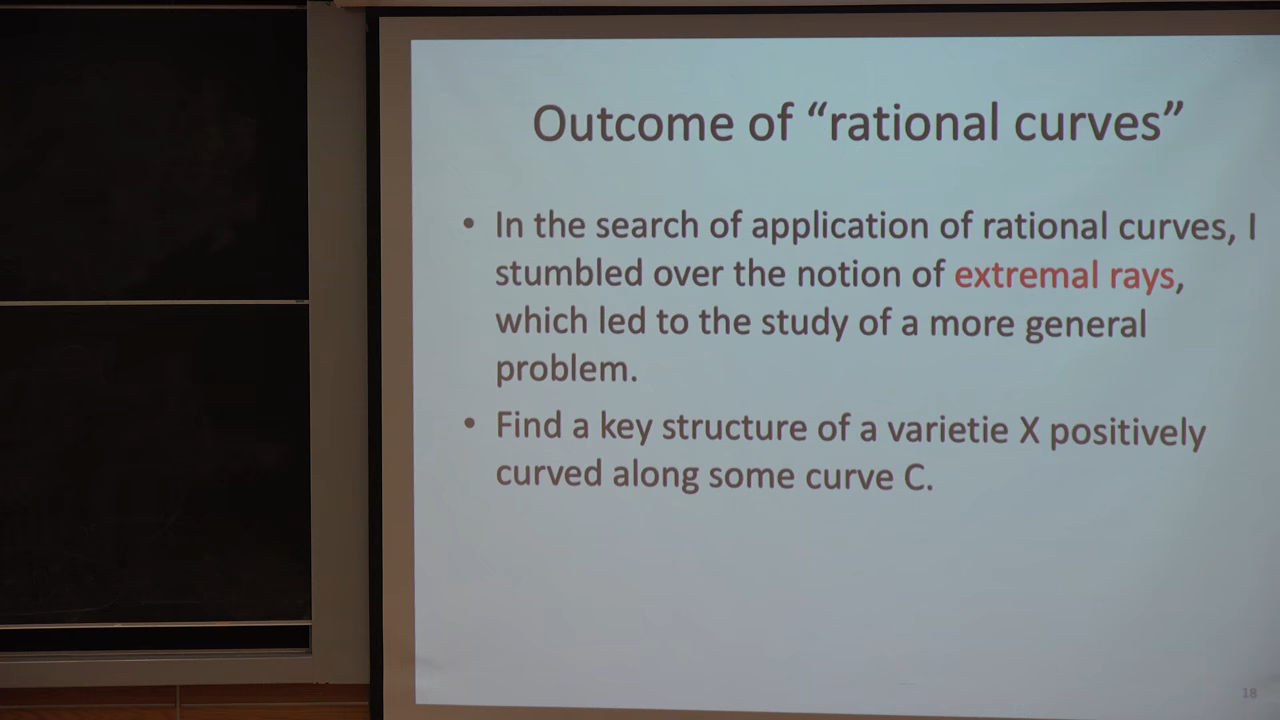 Outcome of “rational curves”
• In the search of application of rational curves, I
stumbled over the notion of extremal rays,
which led to the study of a more general
problem.
• Find a key structure of a varietie X positively
curved along some curve C.
18